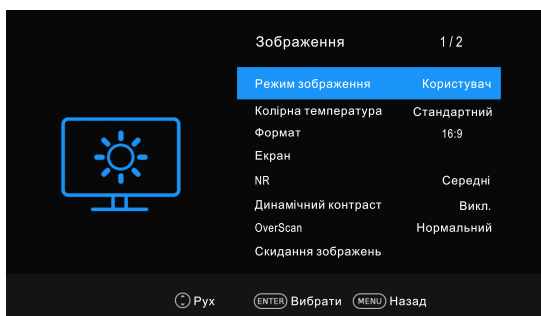 Зображення 1/2
Режим зображення Користувач
Колірна температура Стандартний
Формат 16:9
Екран
NR Середні
Динамічний контраст Викл.
OverScan Нормальний
Скидання зображень
Рух ENTER Вибрати MENU Назад